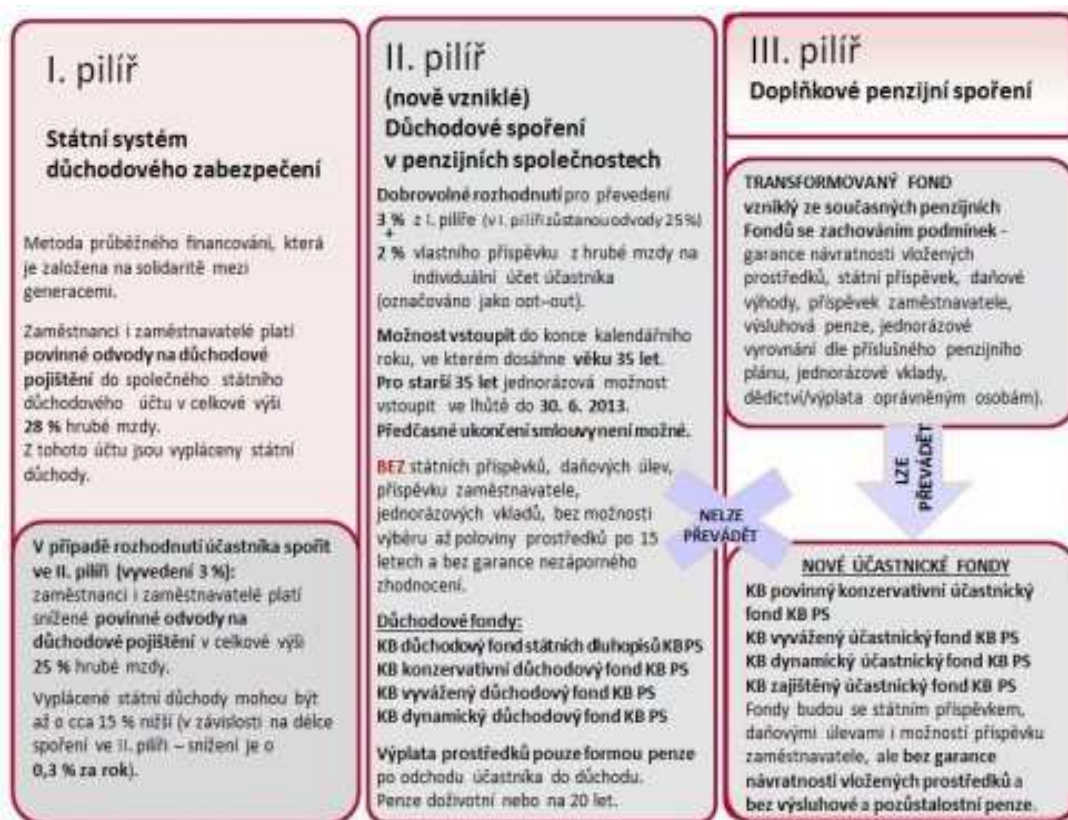 I. pilíř
Státní systém
důchodového zabezpečení
Metoda průběžného financování, která
je založena na solidaritě mezi
generacemi.
Zaměstnanci i zaměstnavatelé platí
povinné odvody na důchodové
pojištění do společného státního
důchodového účtu v celkové výši
28 % hrubé mzdy.
Z tohoto účtu jsou vypláceny státní
důchody.
V případě rozhodnutí účastníka spořit
ve II. pilíři (vyvedení 3 %):
zaměstnanci i zaměstnavatelé platí
snížené povinné odvody na
důchodové pojištění v celkové výši
25 % hrubé mzdy.
Vyplácené státní důchody mohou být
až o cca 15 % nižší (v závislosti na délce
spoření ve II. pilíři – snížení je o
0,3 % za rok).
II. pilíř
(nově vzniklé)
Důchodové spoření
v penzijních společnostech
Dobrovolné rozhodnutí pro převedení
3 % z I. pilíře (v I. pilíři zůstanou odvody 25 %)
+
2 % vlastního příspěvku z hrubé mzdy na
individuální účet účastníka
(označováno jako opt–out).
Možnost vstoupit do konce kalendářního
roku, ve kterém dosáhne věku 35 let.
Pro starší 35 let jednorázová možnost
vstoupit ve lhůtě do 30. 6. 2013.
Předčasné ukončení smlouvy není možné.
BEZ státních příspěvků, daňových úlev,
příspěvku zaměstnavatele,
jednorázových vkladů, bez možnosti
výběru až poloviny prostředků po 15
letech a bez garance nezáporného
zhodnocení.
Důchodové fondy:
KB důchodový fond státních dluhopisů KB PS
KB konzervativní důchodový fond KB PS
KB vyvážený důchodový fond KB PS
KB dynamický důchodový fond KB PS
Výplata prostředků pouze formou penze
po odchodu účastníka do důchodu.
Penze doživotní nebo na 20 let.
NELZE
PŘEVÁDĚT
III. pilíř
Doplňkové penzijní spoření
TRANSFORMOVANÝ FOND
vzniklý ze současných penzijních
Fondů se zachováním podmínek -
garance návratnosti vložených
prostředků, státní příspěvek, daňové
výhody, příspěvek zaměstnavatele,
výsluhová penze, jednorázové
vyrovnání dle příslušného penzijního
plánu, jednorázové vklady,
dědictví/výplata oprávněným osobám).
LZE
PŘEVÁDĚT
NOVÉ ÚČASTNICKÉ FONDY
KB povinný konzervativní účastnický
fond KB PS
KB vyvážený účastnický fond KB PS
KB dynamický účastnický fond KB PS
KB zajištěný účastnický fond KB PS
Fondy budou se státním příspěvkem,
daňovými úlevami i možností příspěvku
zaměstnavatele, ale bez garance
návratnosti vložených prostředků a
bez výsluhové a pozůstalostní penze.